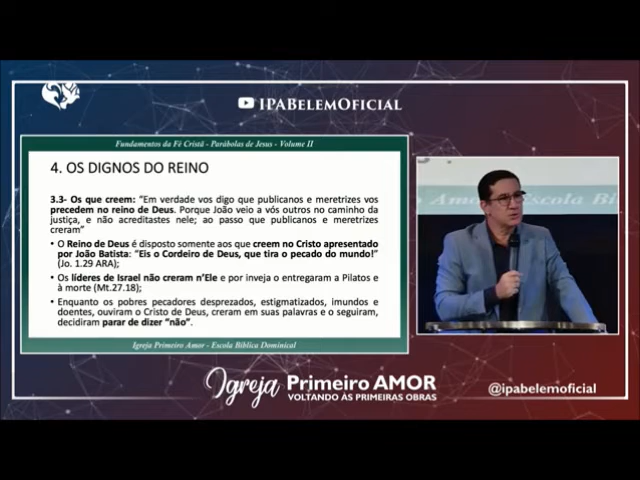 IPABelemOficial
Fundamentos da Fé Cristã - Parábolas de Jesus - Volume II
4. OS DIGNOS DO REINO
3.3- Os que creem: “Em verdade vos digo que publicanos e meretrizes vos
precedem no reino de Deus. Porque João veio a vós outros no caminho da
justiça, e não acreditastes nele; ao passo que publicanos e meretrizes
creram”
• O Reino de Deus é disposto somente aos que creem no Cristo apresentado
por João Batista: “Eis o Cordeiro de Deus, que tira o pecado do mundo!”
(Jo. 1.29 ARA);
• Os líderes de Israel não creram n’Ele e por inveja o entregaram a Pilatos e
à morte (Mt.27.18);
• Enquanto os pobres pecadores desprezados, estigmatizados, imundos e
doentes, ouviram o Cristo de Deus, creram em suas palavras e o seguiram,
decidiram parar de dizer “não”.
Igreja Primeiro Amor - Escola Bíblica Dominical
Escola
Igreja Primeiro AMOR
VOLTANDO ÀS PRIMEIRAS OBRAS
@ipabelemoficial